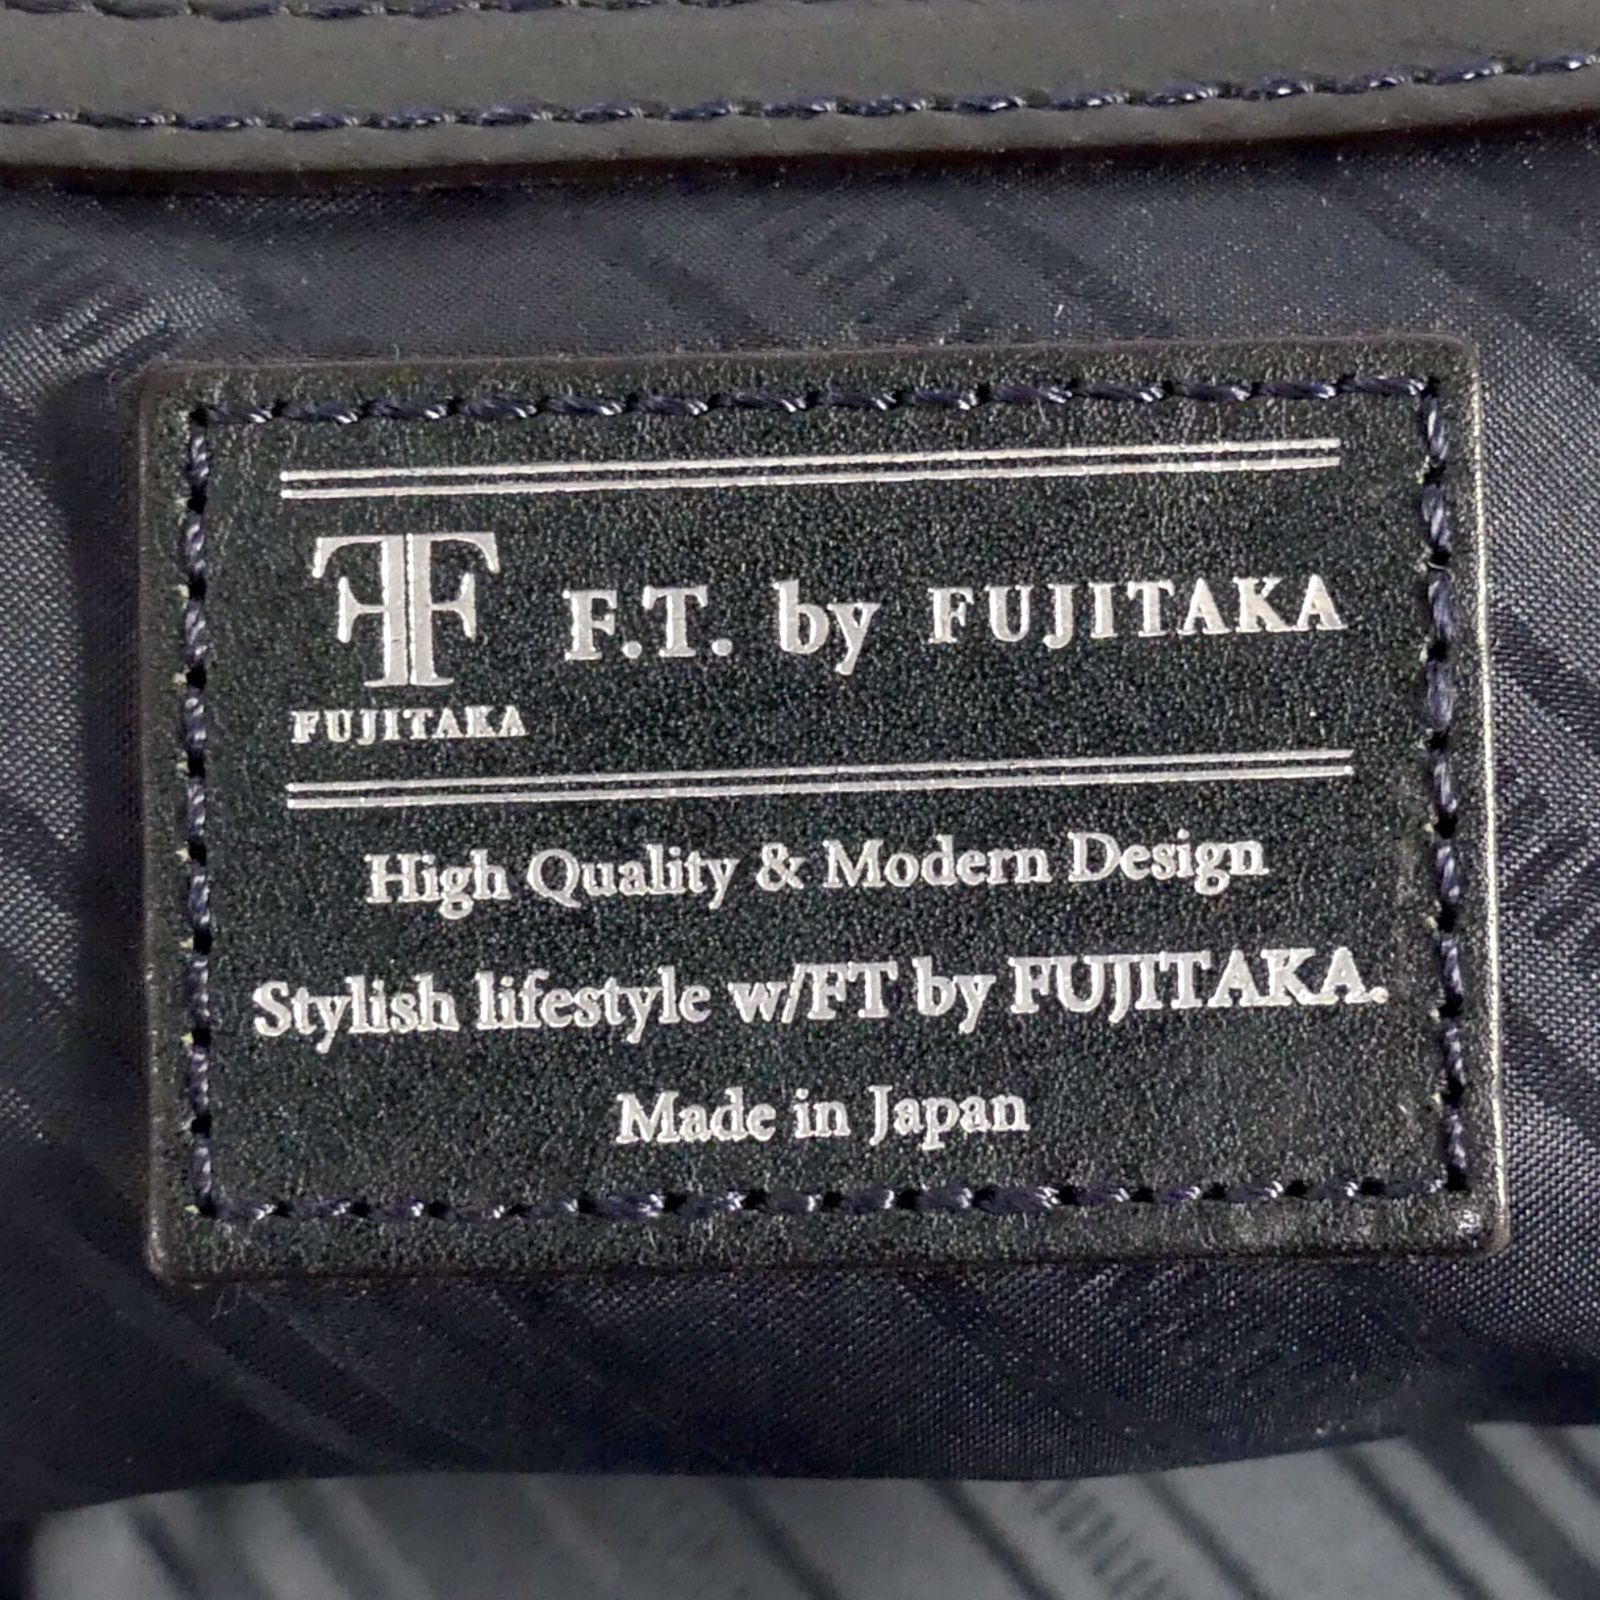 F.T. by FUJITAKA
FUJITAKA
High Quality & Modern Design
Stylish lifestyle w/FT by FUJITAKA.
Made in Japan